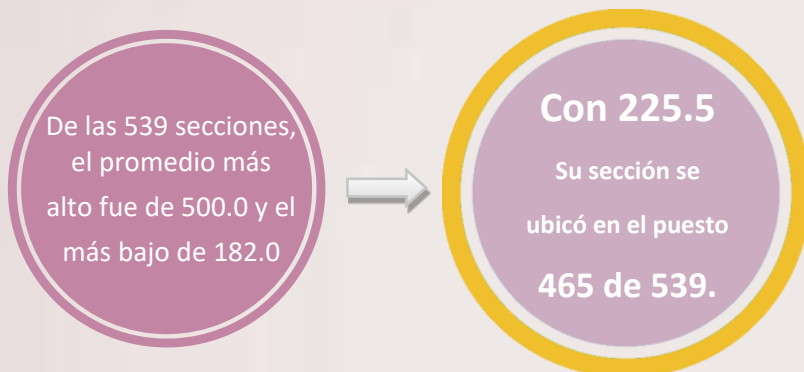 De las 539 secciones,
el promedio más
alto fue de 500.0 y el
más bajo de 182.0
Con 225.5
Su sección se
ubicó en el puesto
465 de 539.